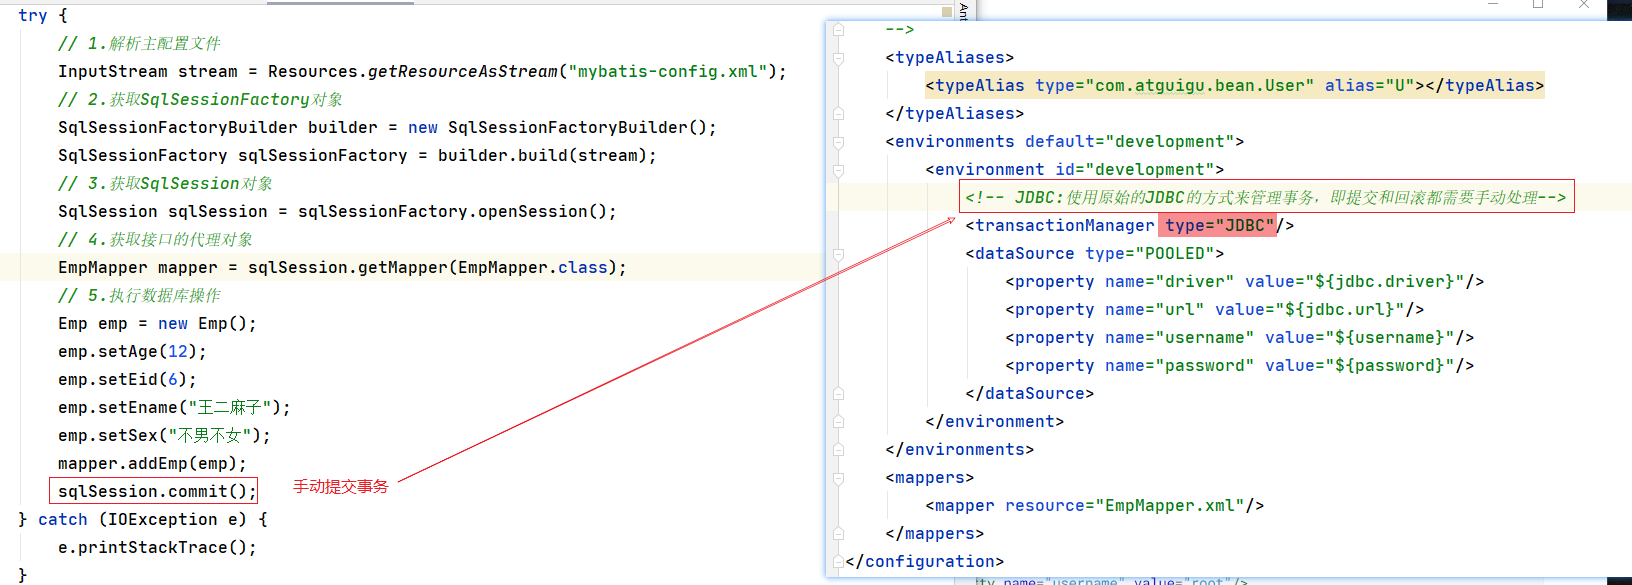 try {
// 1.解析主配置文件
InputStream stream = Resources.getResourceAsStream("mybatis-config.xml");
// 2.获取SqlSessionFactory对象
SqlSessionFactoryBuilder builder = new SqlSessionFactoryBuilder();
SqlSessionFactory sqlSessionFactory = builder.build(stream);
// 3.获取SqlSession对象
SqlSession sqlSession = sqlSessionFactory.openSession();
// 4.获取接口的代理对象
EmpMapper mapper = sqlSession.getMapper(EmpMapper.class);
// 5.执行数据库操作
Emp emp = new Emp();
emp.setAge(12);
emp.setEid(6);
emp.setEname("王二麻子");
emp.setSex("不男不女");
mapper.addEmp(emp);
sqlSession.commit();
手动提交事务
} catch (IOException e) {
e.printStackTrace();
}
Ant
-->
<typeAliases>
<typeAlias type="com.atguigu.bean.User" alias="U"></typeAlias>
</typeAliases>
<environments default="development">
<environment id="development">
<!-- JDBC:使用原始的JDBC的方式来管理事务，即提交和回滚都需要手动处理-->
<transactionManager type="JDBC"/>
<dataSource type="POOLED">
<property name="driver" value="${jdbc.driver}"/>
<property name="url" value="${jdbc.url}"/>
<property name="username" value="${username}"/>
<property name="password" value="${password}"/>
</dataSource>
</environment>
</environments>
<mappers>
<mapper resource="EmpMapper.xml"/>
</mappers>
</configuration>
ty name="username" value="root"/>